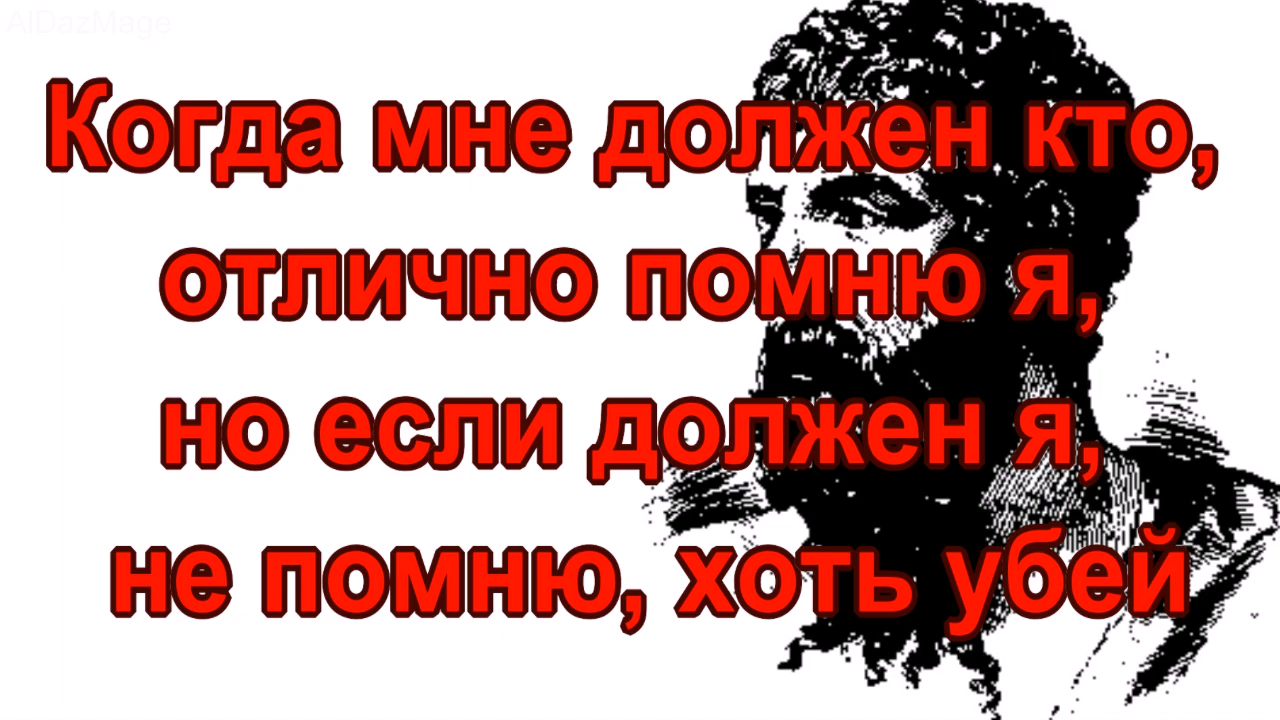 AlDazMage
Когда мне должен кто,
отлично помню я,
но если должен я,
не помню, хоть убей